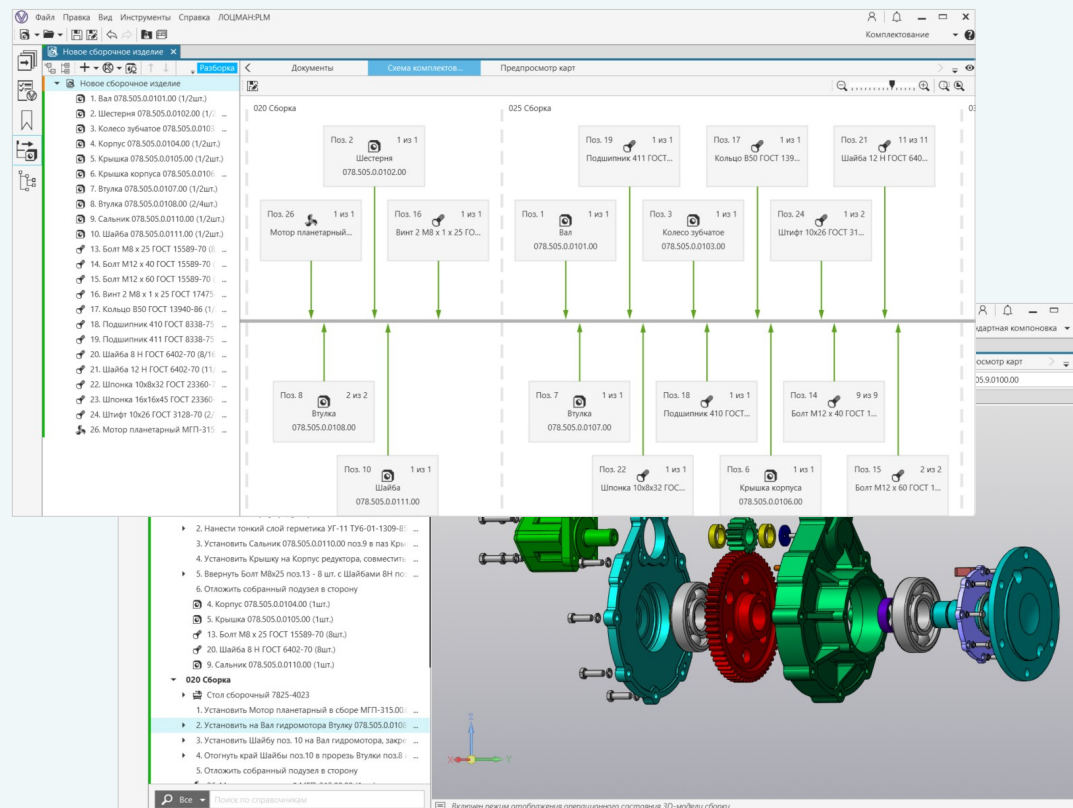 Файл Правка Вид Инструменты Справка ЛОЦМАН:PLM
Комплектование
Новое сборочное изделие
Разборка
Документы
Схема комплектов...
Предпросмотр карт
Новое сборочное изделие
1. Вал 078.505.0101.00 (1/2шт.)
2. Шестерня 078.505.0102.00 (1/2 ...
3. Колесо зубчатое 078.505.0103. ...
4. Корпус 078.505.0104.00 (1/2шт.)
5. Крышка 078.505.0105.00 (1/2шт.)
6. Крышка корпуса 078.505.0106. ...
7. Втулка 078.505.0107.00 (1/2шт.)
8. Втулка 078.505.0108.00 (2/4шт.)
9. Сальник 078.505.0110.00 (1/2шт.)
10. Шайба 078.505.0111.00 (1/2шт.)
13. Болт М8 х 25 ГОСТ 15589-70 (8 ...
14. Болт М12 х 40 ГОСТ 15589-70 ( ...
15. Болт М12 х 60 ГОСТ 15589-70 ( ...
16. Винт 2 М8 х 1 х 25 ГОСТ 17475- ...
17. Кольцо В50 ГОСТ 13940-86 (1/ ...
18. Подшипник 410 ГОСТ 8338-75 ...
19. Подшипник 411 ГОСТ 8338-75 ...
20. Шайба 8 Н ГОСТ 6402-70 (8/16 ...
21. Шайба 12 Н ГОСТ 6402-70 (11/ ...
22. Шпонка 10х8х32 ГОСТ 23360-7 ...
23. Шпонка 16х16х45 ГОСТ 23360- ...
24. Штифт 10х26 ГОСТ 3128-70 (2/ ...
26. Мотор планетарный МГП-315. ...
020 Сборка
025 Сборка
03
Поз. 2 1 из 1
Шестерня
078.505.0102.00
Поз. 19 1 из 1
Подшипник 411 ГОСТ...
Поз. 17 1 из 1
Кольцо В50 ГОСТ 139...
Поз. 21 11 из 11
Шайба 12 Н ГОСТ 640...
Поз. 26 1 из 1
Мотор планетарный...
Поз. 16 1 из 1
Винт 2 М8 х 1 х 25 ГО...
Поз. 1 1 из 1
Вал
078.505.0101.00
Поз. 3 1 из 1
Колесо зубчатое
078.505.0103.00
Поз. 24 1 из 2
Штифт 10х26 ГОСТ 31...
Поз. 8 2 из 2
Втулка
078.505.0108.00
Поз. 7 1 из 1
Втулка
078.505.0107.00
Поз. 18 1 из 1
Подшипник 410 ГОСТ...
Поз. 14 9 из 9
Болт М12 х 40 ГОСТ 1...
Поз. 10 1 из 1
Шайба
078.505.0111.00
Поз. 22 1 из 1
Шпонка 10х8х32 ГОС...
Поз. 6 1 из 1
Крышка корпуса
078.505.0106.00
Поз. 15 2 из 2
Болт М12 х 60 ГОСТ 1...
ндартная компоновка
осмотр карт
05.9.0100.00
2. Нанести тонкий слой герметика УГ-11 ТУ6-01-1309-85 ...
3. Установить Сальник 078.505.0110.00 поз.9 в паз Кры ...
4. Установить Крышку на Корпус редуктора, совместить ...
5. Ввернуть Болт М8х25 поз.13 - 8 шт. с Шайбами 8Н по ...
6. Отложить собранный подузел в сторону
4. Корпус 078.505.0104.00 (1шт.)
5. Крышка 078.505.0105.00 (1шт.)
13. Болт М8 х 25 ГОСТ 15589-70 (8шт.)
20. Шайба 8 Н ГОСТ 6402-70 (8шт.)
9. Сальник 078.505.0110.00 (1шт.)
020 Сборка
Стол сборочный 7825-4023
1. Установить Мотор планетарный в сборе МГП-315.00. ...
2. Установить на Вал гидромотора Втулку 078.505.0108 ...
3. Установить Шайбу поз. 10 на Вал гидромотора, закре ...
4. Отогнуть край Шайбы поз.10 в прорезь Втулки поз.8 ...
5. Отложить собранный подузел в сторону
Все
Поиск по справочникам
Z
X
Y
Включен режим отображения операционного состояния 3D-модели сборки